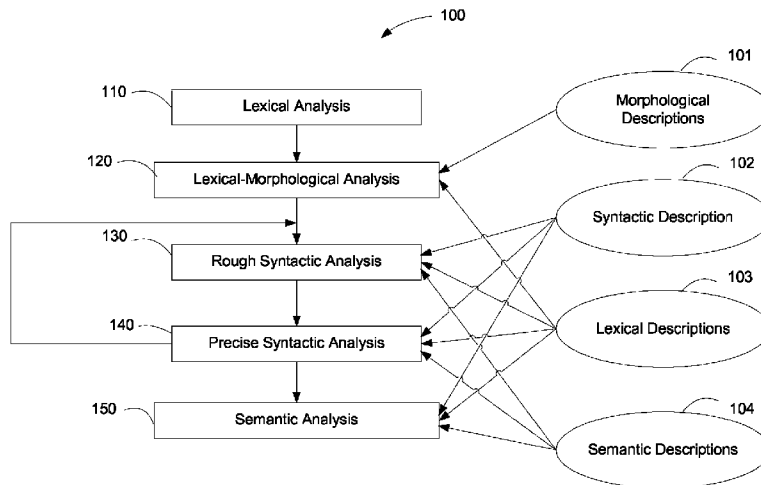 100
101
110
Lexical Analysis
Morphological
Descriptions
120
Lexical-Morphological Analysis
102
Syntactic Description
130
Rough Syntactic Analysis
103
Lexical Descriptions
140
Precise Syntactic Analysis
150
Semantic Analysis
104
Semantic Descriptions